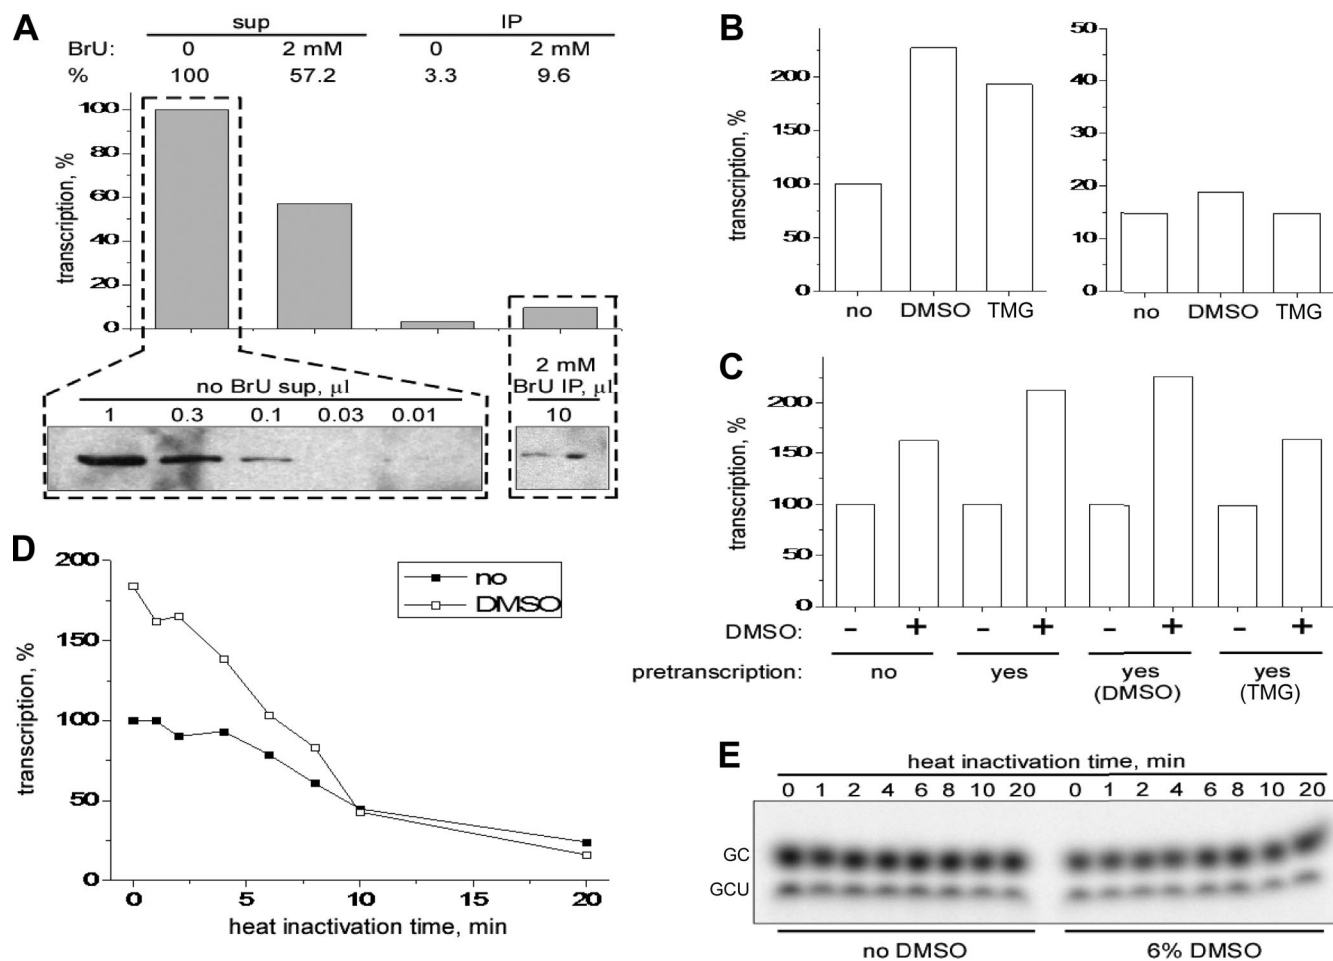 A
sup IP
BrU: 0 2 mM 0 2 mM
% 100 57.2 3.3 9.6
transcription, %
100
80
60
40
20
0
no BrU sup, μl
1 0.3 0.1 0.03 0.01
2 mM
BrU IP, μl
10
B
transcription, %
200
150
100
50
0
no DMSO TMG
50
40
30
20
10
0
no DMSO TMG
C
transcription, %
200
150
100
50
0
DMSO: - + - + - + - +
pretranscription: no yes yes yes
(DMSO) (TMG)
D
transcription, %
200
150
100
50
0
no
DMSO
0 5 10 15 20
heat inactivation time, min
E
heat inactivation time, min
0 1 2 4 6 8 10 20 0 1 2 4 6 8 10 20
GC
GCU
no DMSO 6% DMSO